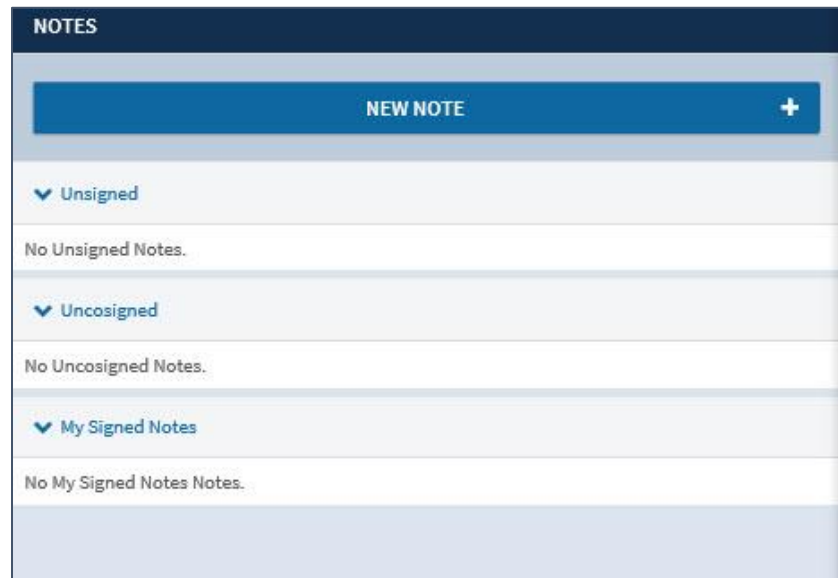 NOTES
NEW NOTE
Unsigned
No Unsigned Notes.
Uncosigned
No Uncosigned Notes.
My Signed Notes
No My Signed Notes Notes.